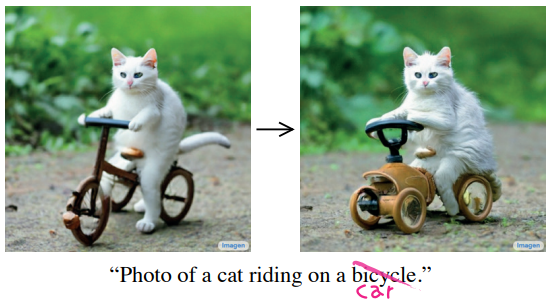 Imagen
Imagen
“Photo of a cat riding on a bicycle.”
car